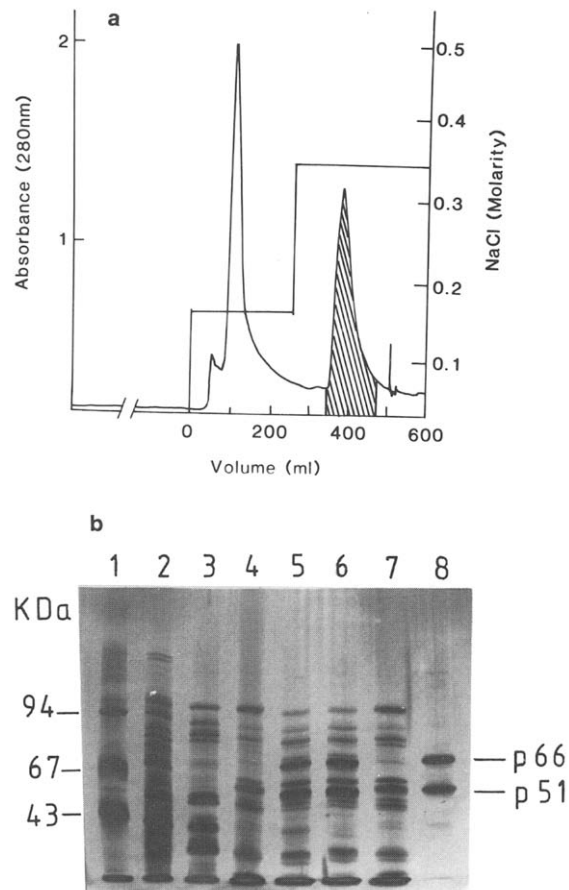 a
2
1
Absorbance (280nm)
0.5
0.4
0.3
0.2
0.1
NaCl (Molarity)
0 200 400 600
Volume (ml)
b
1 2 3 4 5 6 7 8
KDa
94
67
43
p66
p51